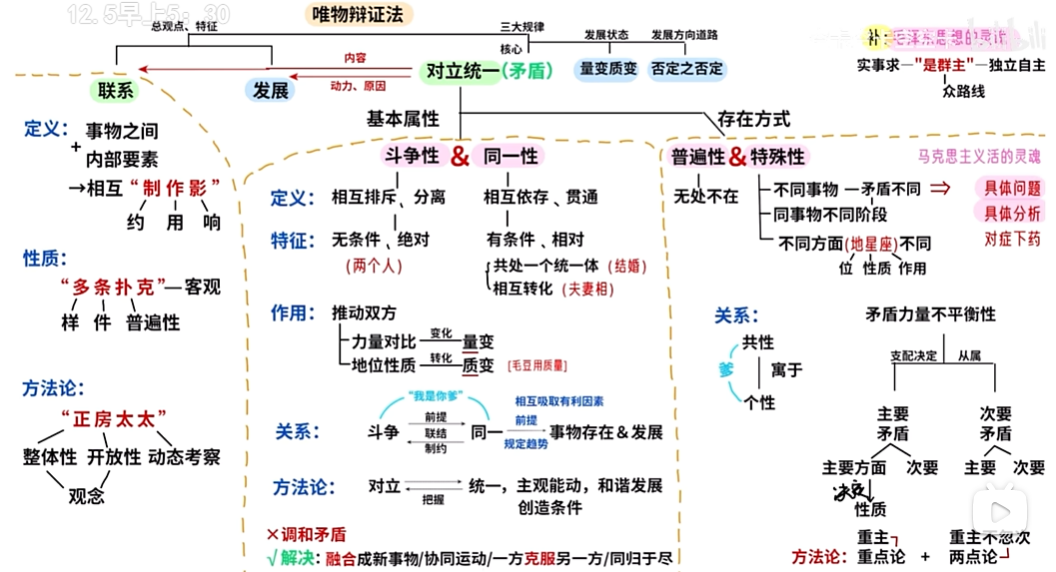 12.5早上5：30
唯物辩证法
补：毛泽东思想的灵魂
总观点、特征
三大规律
核心
发展状态
发展方向道路
内容
动力、原因
联系
发展
对立统一(矛盾)
量变质变
否定之否定
实事求—"是群主"—独立自主
众路线
基本属性
存在方式
定义：
事物之间
+
内部要素
→相互“制作影”
约 用 响
性质：
“多条扑克”—客观
样 件 普遍性
方法论：
“正房太太”
整体性 开放性 动态考察
观念
斗争性 & 同一性
定义：
相互排斥、分离
相互依存、贯通
特征：
无条件、绝对
有条件、相对
(两个人)
共处一个统一体（结婚）
相互转化（夫妻相）
作用：
推动双方
力量对比 变化 量变
地位性质 转化 质变 [毛豆用质量]
“我是你爹”
相互吸取有利因素
关系：
斗争
前提
联结
制约
同一
前提
规定趋势
事物存在＆发展
方法论：
对立
把握
统一，主观能动，和谐发展
创造条件
×调和矛盾
√解决：融合成新事物/协同运动/一方克服另一方/同归于尽
普遍性 & 特殊性
马克思主义活的灵魂
无处不在
不同事物 —矛盾不同 ⇒ 具体问题
同事物不同阶段
具体分析
不同方面(地星座)不同
对症下药
位 性质 作用
关系：
共性
爹
寓于
个性
矛盾力量不平衡性
支配决定 从属
主要
矛盾
次要
矛盾
主要方面 次要
主要 次要
决定
性质
重主
重主不忽次
方法论：重点论 + 两点论